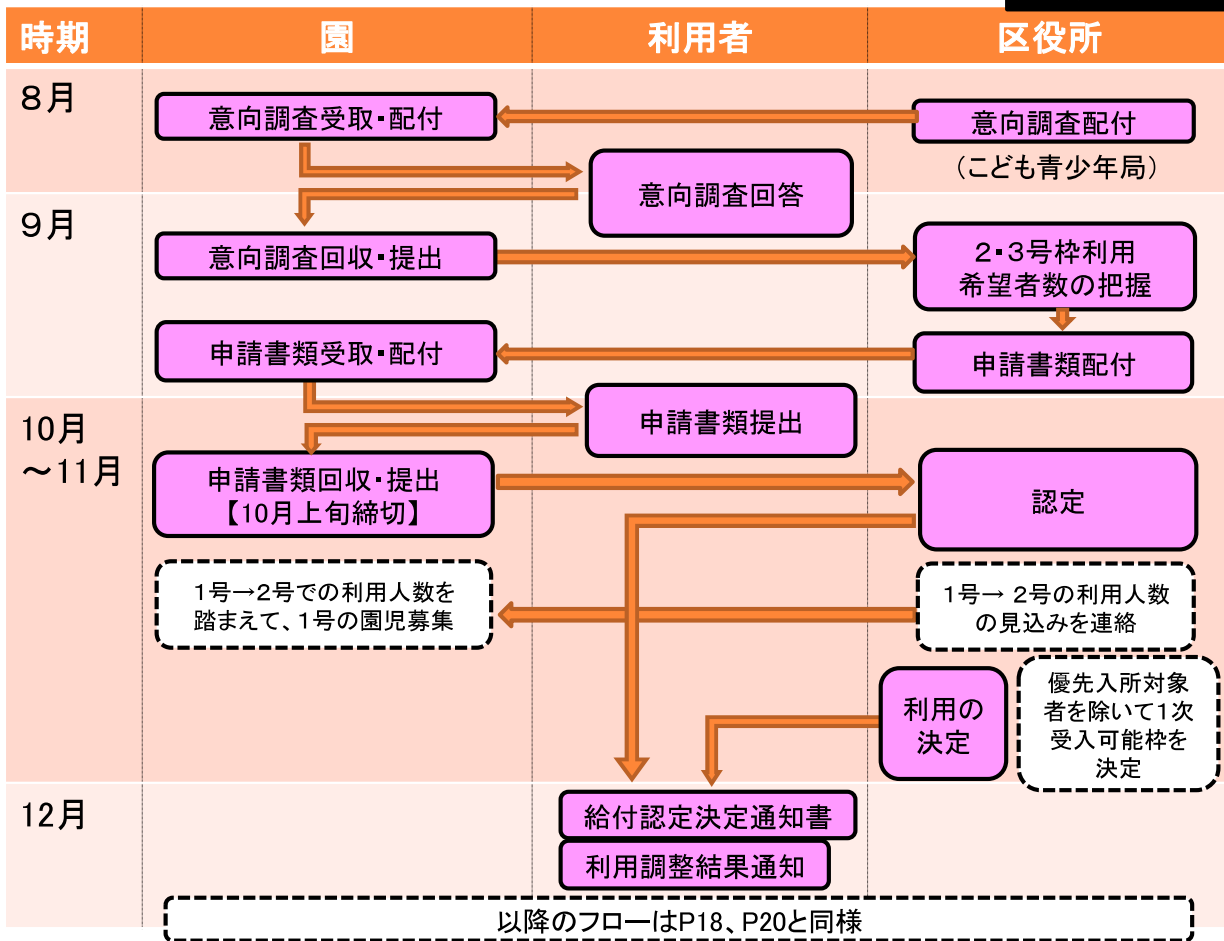 時期
園
利用者
区役所
8月
意向調査受取・配付
意向調査配付
（こども青少年局）
意向調査回答
9月
意向調査回収・提出
2・3号枠利用
希望者数の把握
申請書類受取・配付
申請書類配付
10月
～11月
申請書類提出
申請書類回収・提出
【10月上旬締切】
認定
1号→2号での利用人数を
踏まえて、1号の園児募集
1号→ 2号の利用人数
の見込みを連絡
利用の
決定
優先入所対象
者を除いて1次
受入可能枠を
決定
12月
給付認定決定通知書
利用調整結果通知
以降のフローはP18、P20と同様